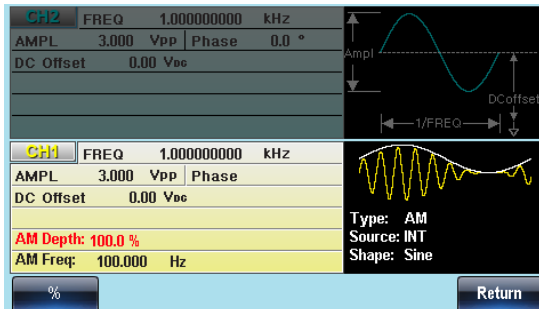 CH2 FREQ 1.000000000 kHz
AMPL 3.000 VPP Phase 0.0 °
DC Offset 0.00 VDC
Ampl
DCoffset
1/FREQ
CH1 FREQ 1.000000000 kHz
AMPL 3.000 VPP Phase
DC Offset 0.00 VDC
AM Depth: 100.0 %
AM Freq: 100.000 Hz
Type: AM
Source: INT
Shape: Sine
% Return